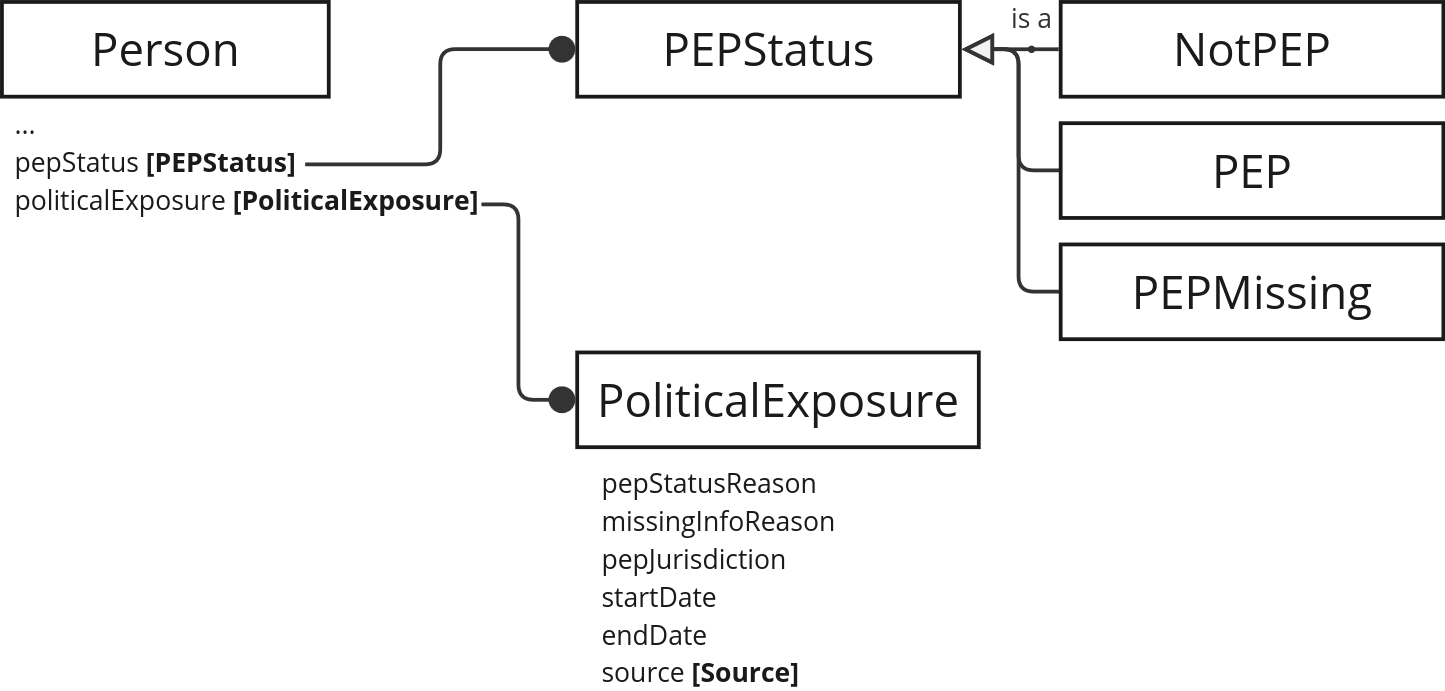 Person
...
pepStatus [PEPStatus]
politicalExposure [PoliticalExposure]
PEPStatus
is a
NotPEP
PEP
PEPMissing
PoliticalExposure
pepStatusReason
missingInfoReason
pepJurisdiction
startDate
endDate
source [Source]